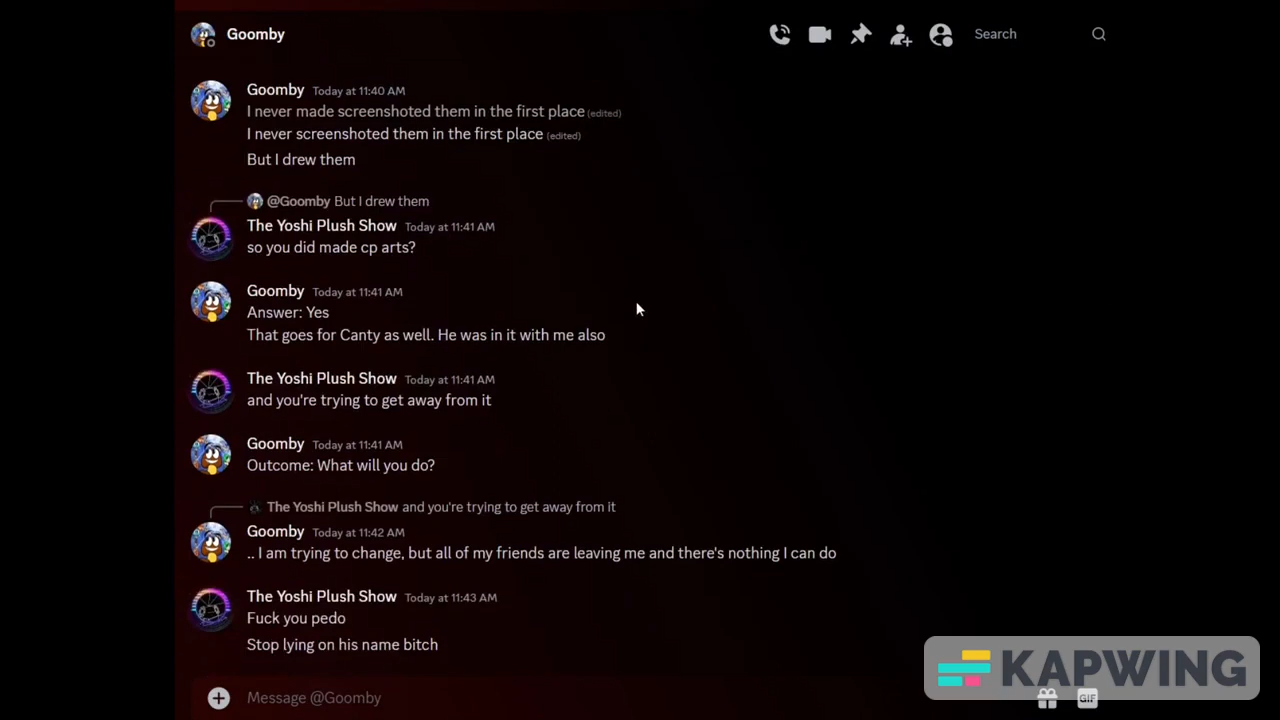 Goomby
Search
Goomby Today at 11:40 AM
I never made screenshoted them in the first place (edited)
I never screenshoted them in the first place (edited)
But I drew them
@Goomby But I drew them
The Yoshi Plush Show Today at 11:41 AM
so you did made cp arts?
Goomby Today at 11:41 AM
Answer: Yes
That goes for Canty as well. He was in it with me also
The Yoshi Plush Show Today at 11:41 AM
and you're trying to get away from it
Goomby Today at 11:41 AM
Outcome: What will you do?
The Yoshi Plush Show and you're trying to get away from it
Goomby Today at 11:42 AM
.. I am trying to change, but all of my friends are leaving me and there's nothing I can do
The Yoshi Plush Show Today at 11:43 AM
Fuck you pedo
Stop lying on his name bitch
Message @Goomby
GIF
KAPWING